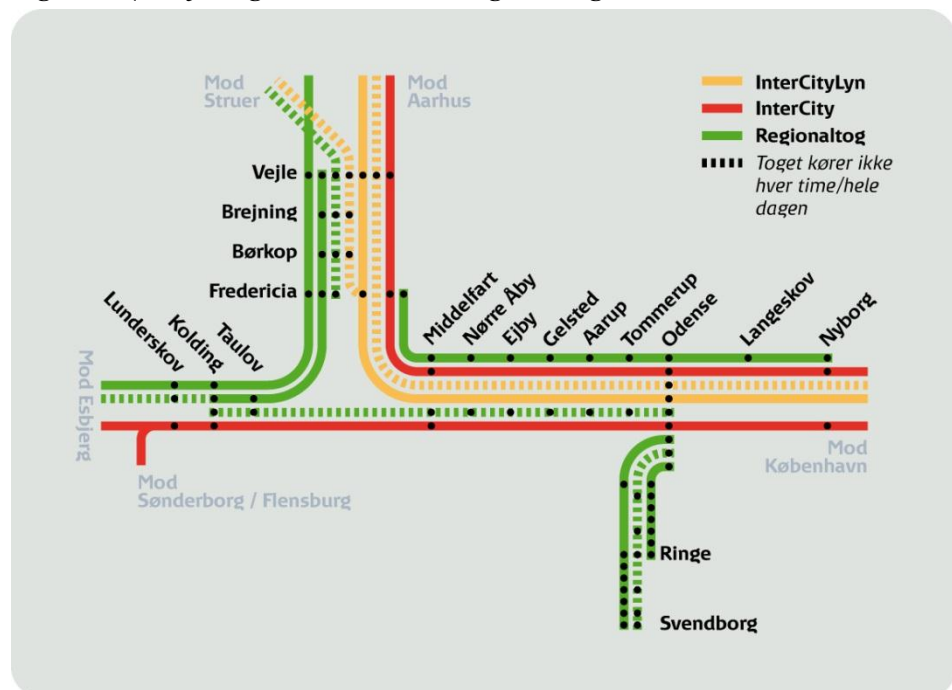 Mod
Struer
Mod
Aarhus
InterCityLyn
InterCity
Regionaltog
Toget kører ikke
hver time/hele
dagen
Vejle
Brejning
Børkop
Fredericia
Lunderskov
Kolding
Taulov
Middelfart
Nørre Åby
Ejby
Gelsted
Aarup
Tommerup
Odense
Langeskov
Nyborg
Mod Esbjerg
Mod
København
Mod
Sønderborg / Flensburg
Ringe
Svendborg